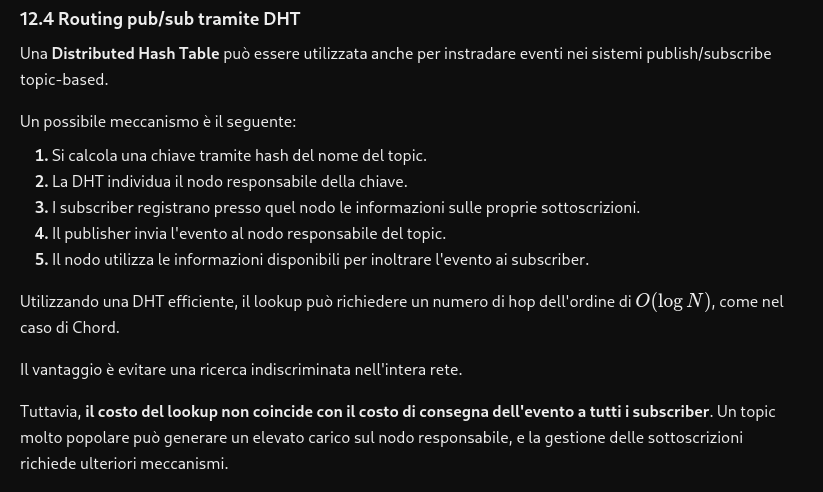 12.4 Routing pub/sub tramite DHT
Una Distributed Hash Table può essere utilizzata anche per instradare eventi nei sistemi publish/subscribe
topic-based.
Un possibile meccanismo è il seguente:
1. Si calcola una chiave tramite hash del nome del topic.
2. La DHT individua il nodo responsabile della chiave.
3. I subscriber registrano presso quel nodo le informazioni sulle proprie sottoscrizioni.
4. Il publisher invia l'evento al nodo responsabile del topic.
5. Il nodo utilizza le informazioni disponibili per inoltrare l'evento ai subscriber.
Utilizzando una DHT efficiente, il lookup può richiedere un numero di hop dell'ordine di O(log N), come nel
caso di Chord.
Il vantaggio è evitare una ricerca indiscriminata nell'intera rete.
Tuttavia, il costo del lookup non coincide con il costo di consegna dell'evento a tutti i subscriber. Un topic
molto popolare può generare un elevato carico sul nodo responsabile, e la gestione delle sottoscrizioni
richiede ulteriori meccanismi.